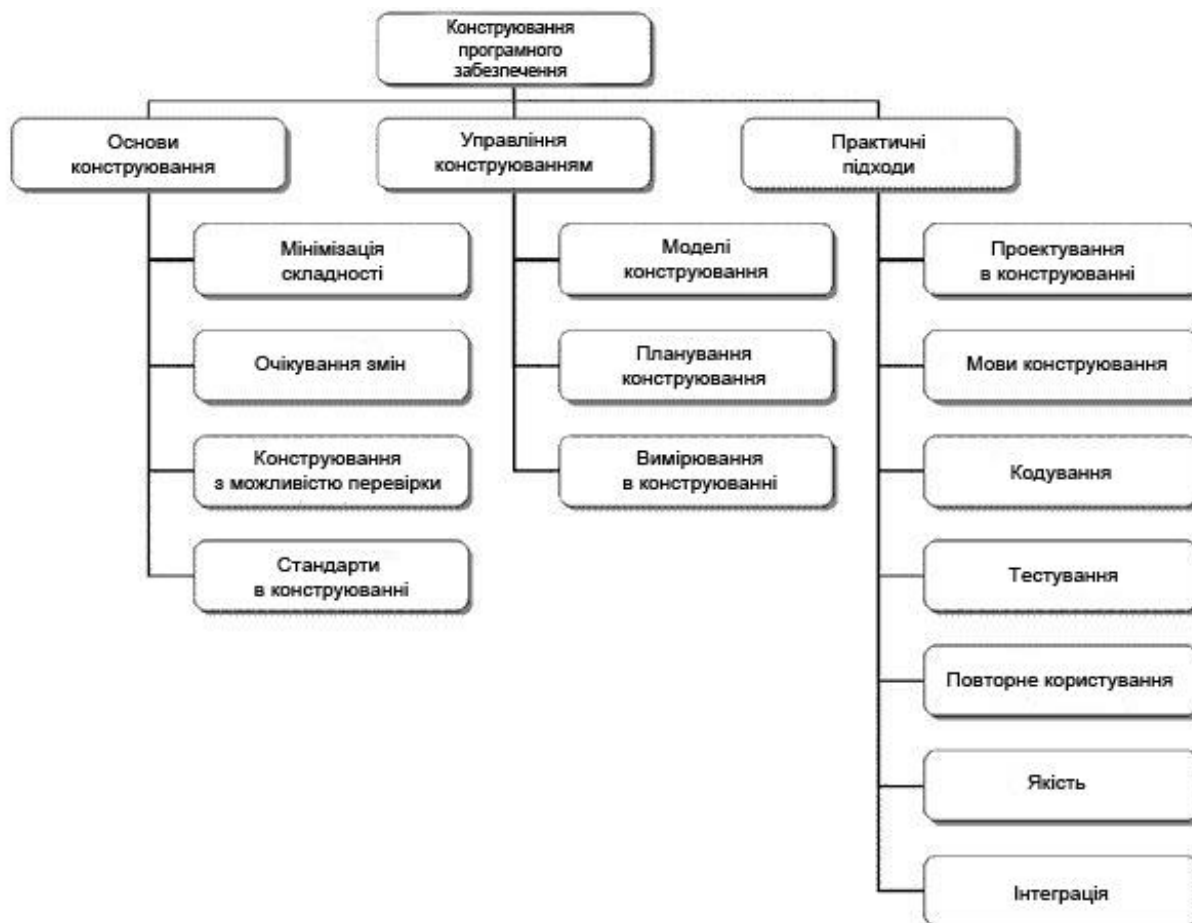 Конструювання
програмного
забезпечення
Основи
конструювання
Управління
конструюванням
Практичні
підходи
Мінімізація
складності
Моделі
конструювання
Проектування
в конструюванні
Очікування змін
Планування
конструювання
Мови конструювання
Конструювання
з можливістю перевірки
Вимірювання
в конструюванні
Кодування
Стандарти
в конструюванні
Тестування
Повторне користування
Якість
Інтеграція